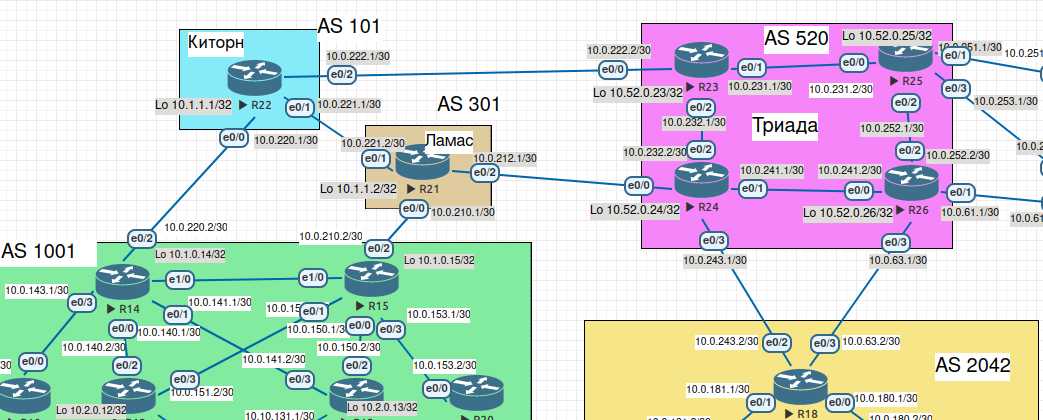 AS 101
Киторн
10.0.222.1/30
e0/2
Lo 10.1.1.1/32
R22
e0/1
10.0.221.1/30
e0/0
10.0.220.1/30
AS 301
Ламас
10.0.221.2/30
e0/1
10.0.212.1/30
e0/2
Lo 10.1.1.2/32
R21
e0/0
10.0.210.1/30
AS 520
Триада
10.0.222.2/30
e0/0
R23
e0/1
10.0.231.1/30
Lo 10.52.0.23/32
e0/2
10.0.232.1/30
Lo 10.52.0.25/32
e0/0
10.0.231.2/30
R25
e0/1
e0/3
10.0.253.1/30
e0/2
10.0.252.1/30
10.0.232.2/30
e0/2
e0/0
R24
e0/1
10.0.241.1/30
Lo 10.52.0.24/32
e0/3
10.0.243.1/30
e0/2
10.0.252.2/30
10.0.241.2/30
e0/0
R26
e0/1
10.0.61.1/30
Lo 10.52.0.26/32
e0/3
10.0.63.1/30
AS 1001
10.0.220.2/30
e0/2
Lo 10.1.0.14/32
R14
e1/0
10.0.143.1/30
e0/3
e0/1
10.0.141.1/30
e0/0
10.0.140.1/30
10.0.210.2/30
e0/2
Lo 10.1.0.15/32
R15
e1/0
e0/1
10.0.150.1/30
e0/0
e0/3
10.0.153.1/30
10.0.140.2/30
e0/2
e0/0
10.0.150.2/30
e0/2
10.0.141.2/30
e0/3
e0/3
10.0.151.2/30
10.0.153.2/30
e0/0
Lo 10.2.0.12/32
Lo 10.2.0.13/32
10.10.131.1/30
AS 2042
10.0.243.2/30
e0/2
e0/3
10.0.63.2/30
10.0.181.1/30
e0/1
R18
e0/0
10.0.180.1/30
10.0.180.2/30